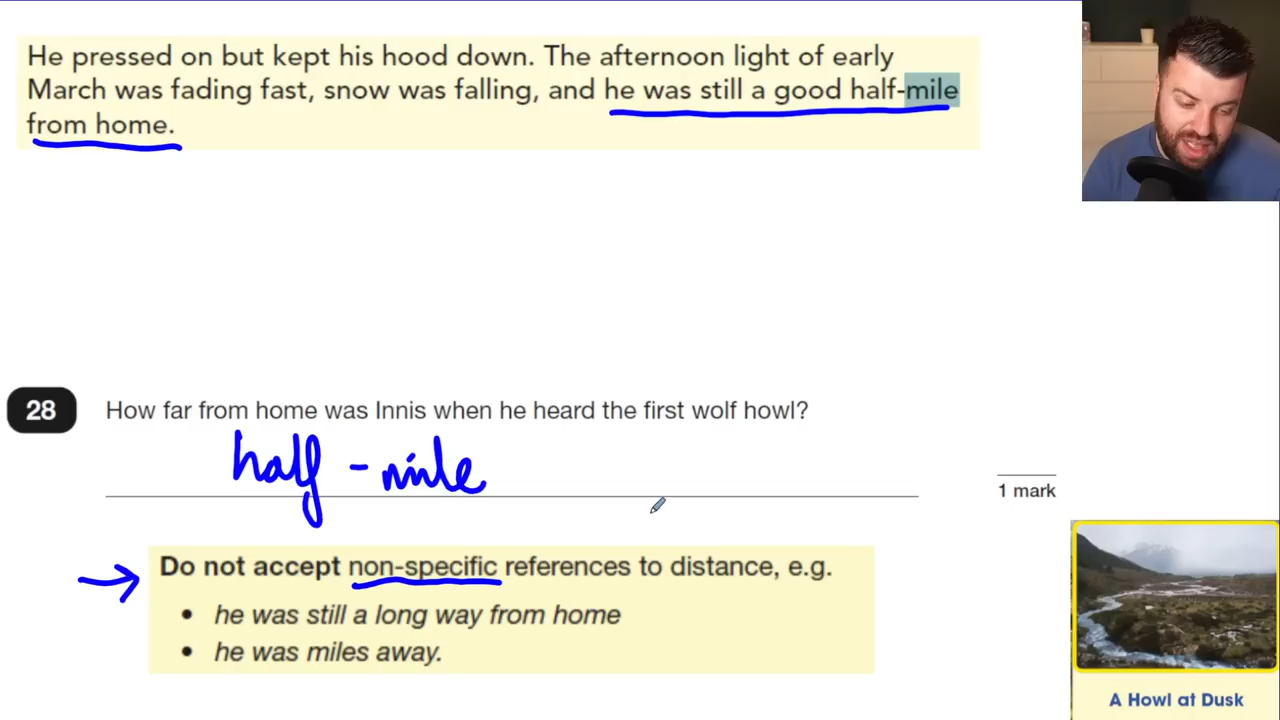 He pressed on but kept his hood down. The afternoon light of early
March was fading fast, snow was falling, and he was still a good half-mile
from home.
28
How far from home was Innis when he heard the first wolf howl?
half-mile
1 mark
Do not accept non-specific references to distance, e.g.
• he was still a long way from home
• he was miles away.
A Howl at Dusk